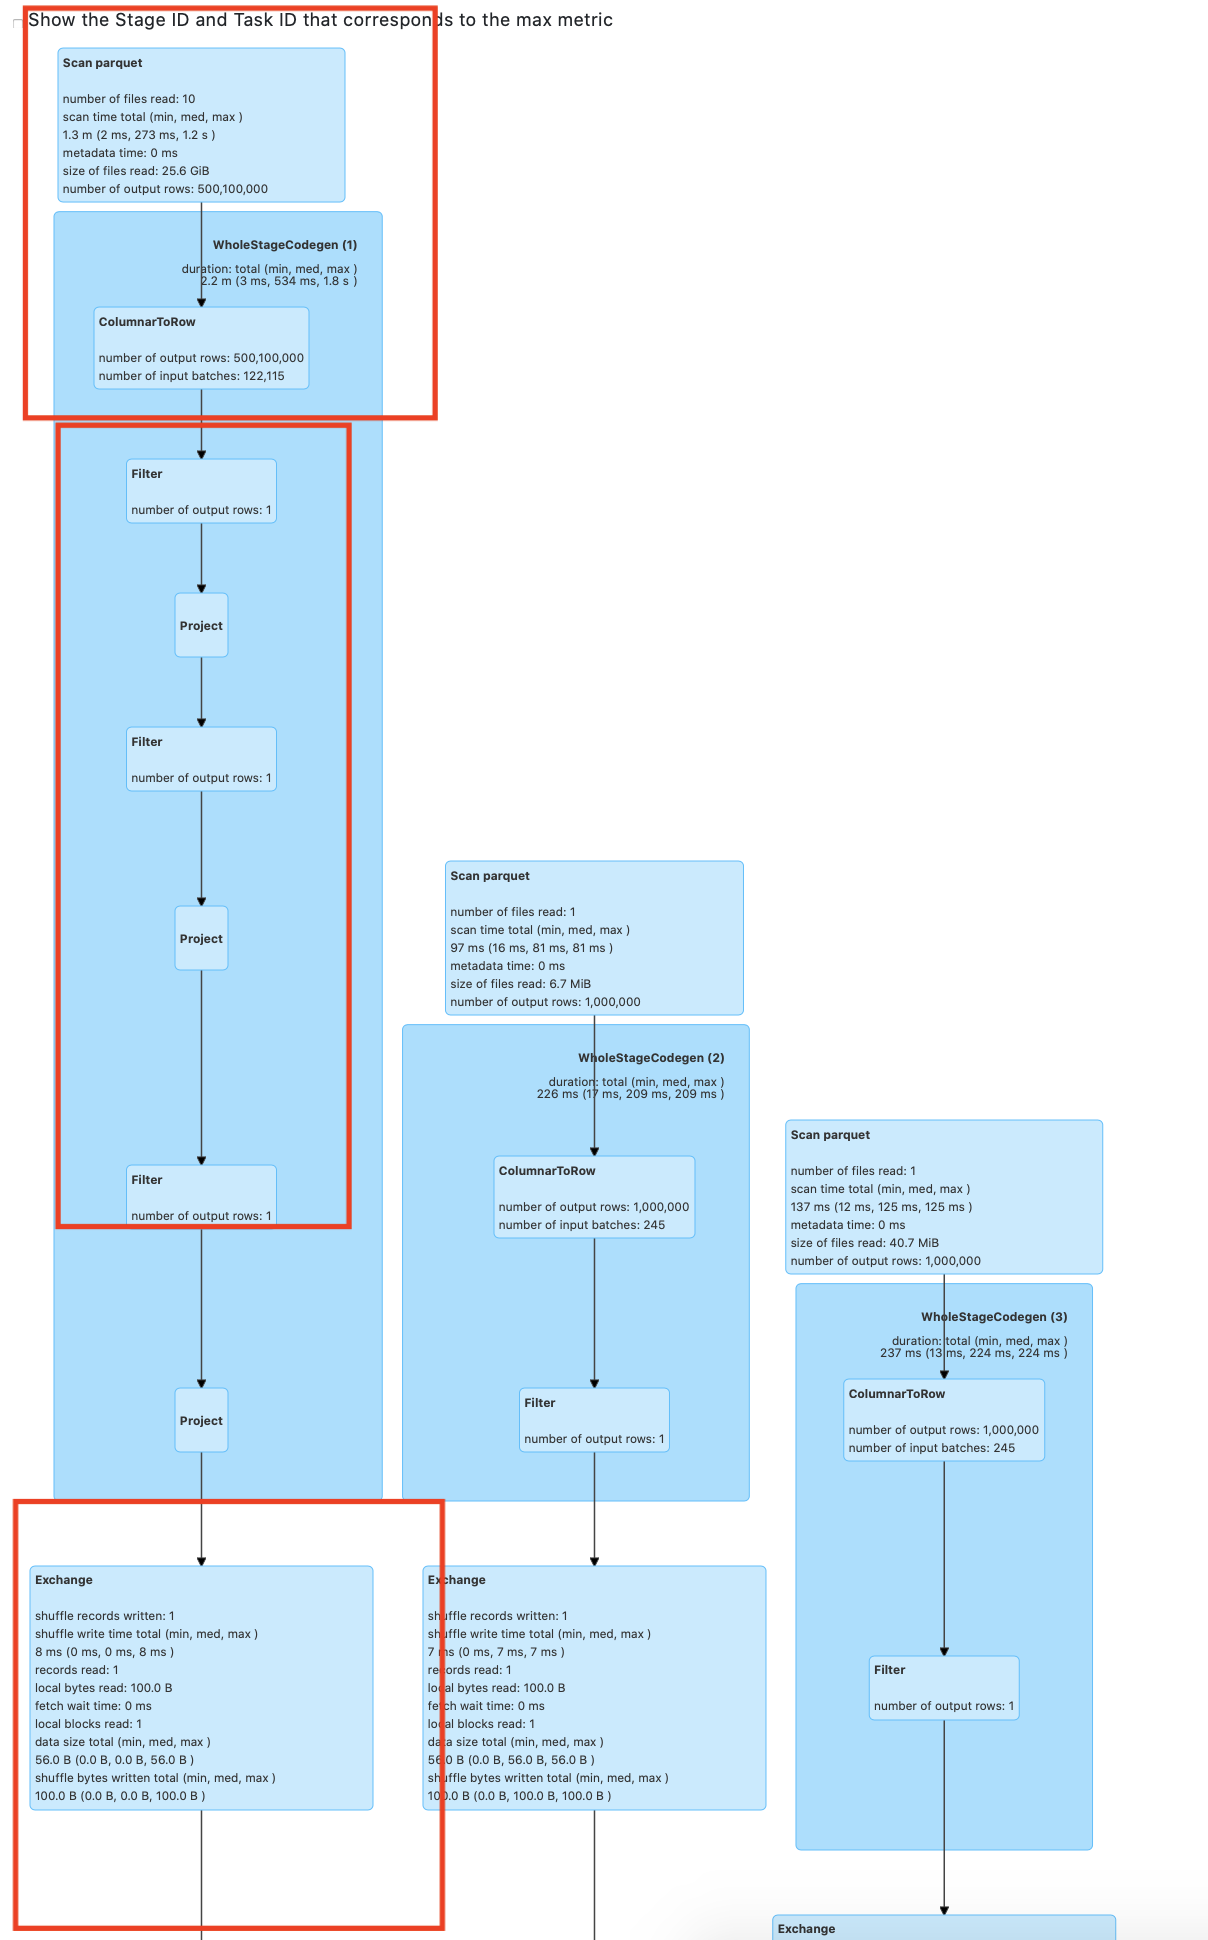 Show the Stage ID and Task ID that corresponds to the max metric
Scan parquet
number of files read: 10
scan time total (min, med, max )
1.3 m (2 ms, 273 ms, 1.2 s )
metadata time: 0 ms
size of files read: 25.6 GiB
number of output rows: 500,100,000
WholeStageCodegen (1)
duration: total (min, med, max )
2.2 m (3 ms, 534 ms, 1.8 s )
ColumnarToRow
number of output rows: 500,100,000
number of input batches: 122,115
Filter
number of output rows: 1
Project
Filter
number of output rows: 1
Project
Filter
number of output rows: 1
Project
Exchange
shuffle records written: 1
shuffle write time total (min, med, max )
8 ms (0 ms, 0 ms, 8 ms )
records read: 1
local bytes read: 100.0 B
fetch wait time: 0 ms
local blocks read: 1
data size total (min, med, max )
56.0 B (0.0 B, 0.0 B, 56.0 B )
shuffle bytes written total (min, med, max )
100.0 B (0.0 B, 0.0 B, 100.0 B )
Scan parquet
number of files read: 1
scan time total (min, med, max )
97 ms (16 ms, 81 ms, 81 ms )
metadata time: 0 ms
size of files read: 6.7 MiB
number of output rows: 1,000,000
WholeStageCodegen (2)
duration: total (min, med, max )
226 ms (17 ms, 209 ms, 209 ms )
ColumnarToRow
number of output rows: 1,000,000
number of input batches: 245
Filter
number of output rows: 1
Exchange
shuffle records written: 1
shuffle write time total (min, med, max )
7 ms (0 ms, 7 ms, 7 ms )
records read: 1
local bytes read: 100.0 B
fetch wait time: 0 ms
local blocks read: 1
data size total (min, med, max )
56.0 B (0.0 B, 56.0 B, 56.0 B )
shuffle bytes written total (min, med, max )
100.0 B (0.0 B, 100.0 B, 100.0 B )
Scan parquet
number of files read: 1
scan time total (min, med, max )
137 ms (12 ms, 125 ms, 125 ms )
metadata time: 0 ms
size of files read: 40.7 MiB
number of output rows: 1,000,000
WholeStageCodegen (3)
duration: total (min, med, max )
237 ms (13 ms, 224 ms, 224 ms )
ColumnarToRow
number of output rows: 1,000,000
number of input batches: 245
Filter
number of output rows: 1
Exchange